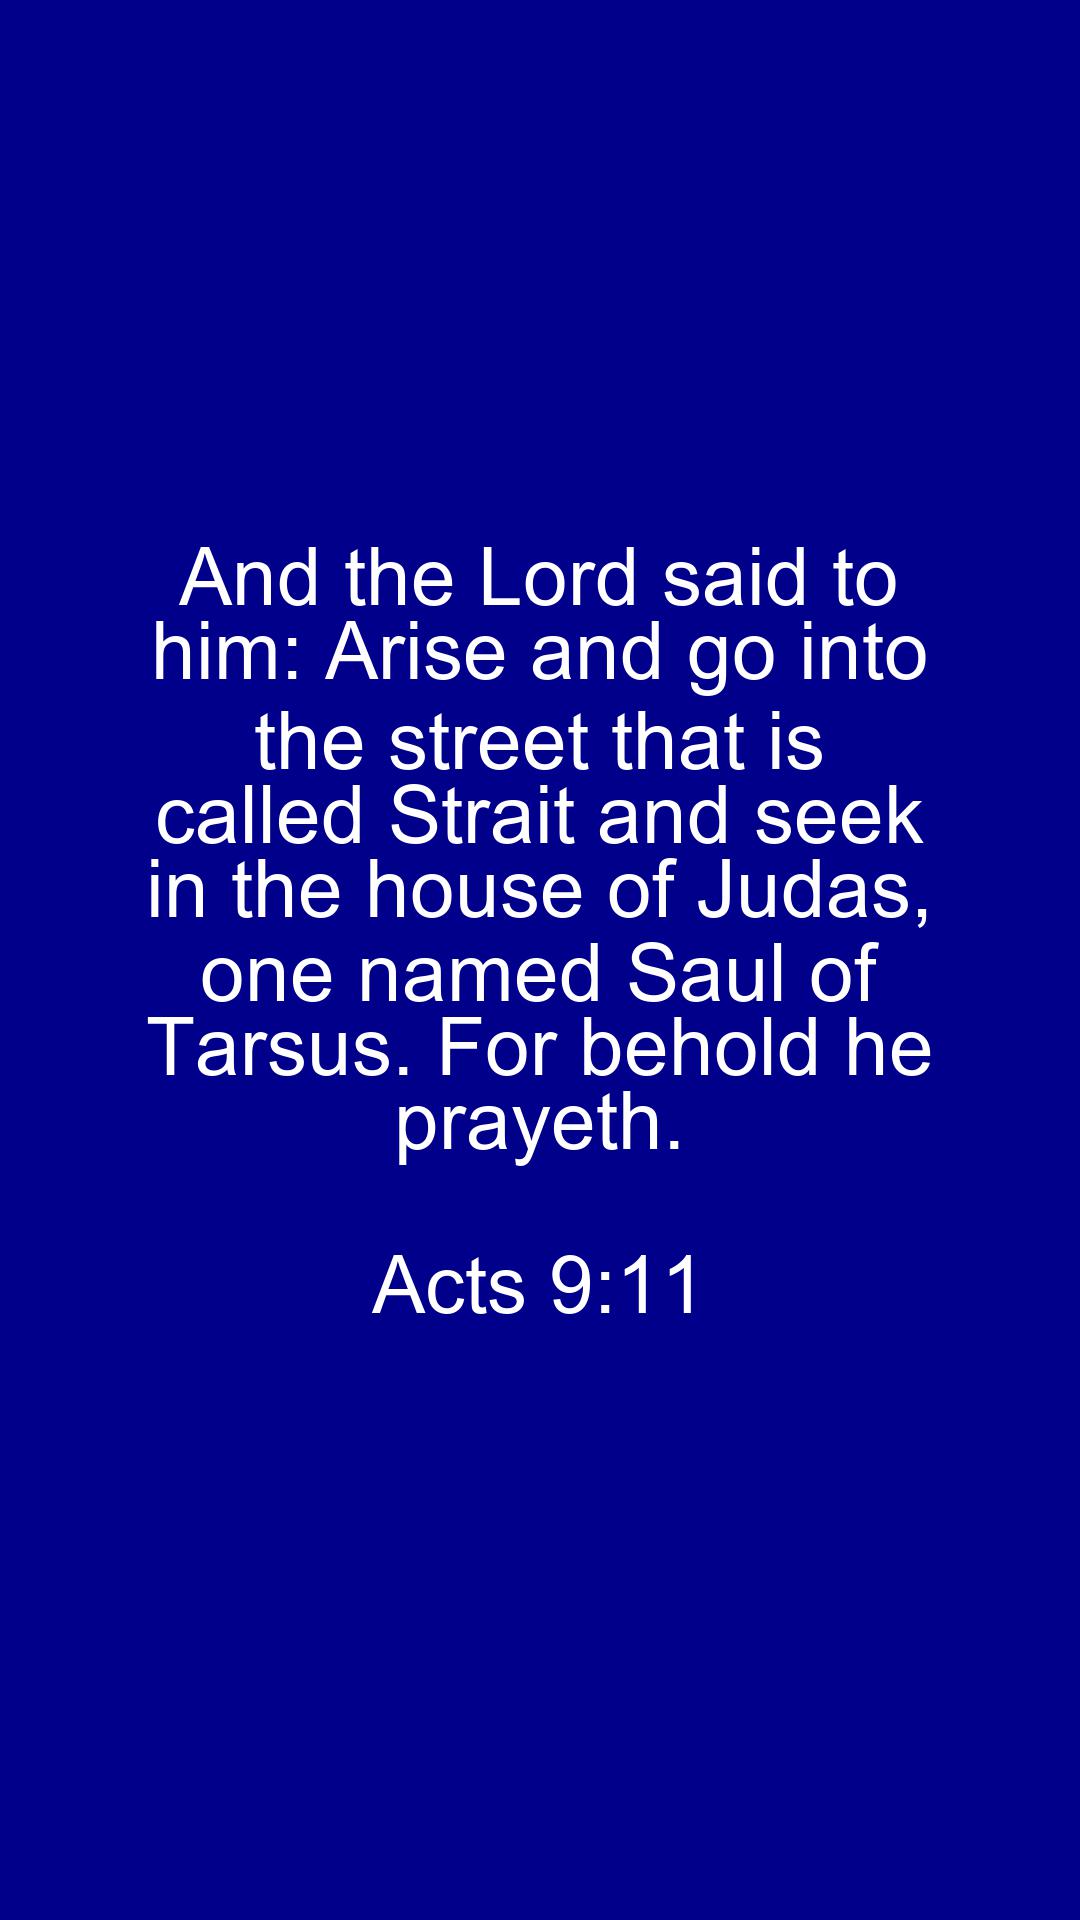 And the Lord said to
him: Arise and go into
the street that is
called Strait and seek
in the house of Judas,
one named Saul of
Tarsus. For behold he
prayeth.
Acts 9:11